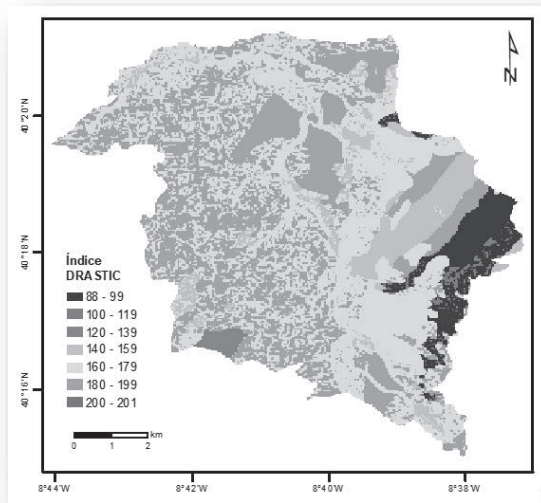 N
40°20'N
40°18'N
40°16'N
Índice
DRASTIC
88 - 99
100 - 119
120 - 139
140 - 159
160 - 179
180 - 199
200 - 201
km
0 1 2
8°44'W 8°42'W 8°40'W 8°38'W